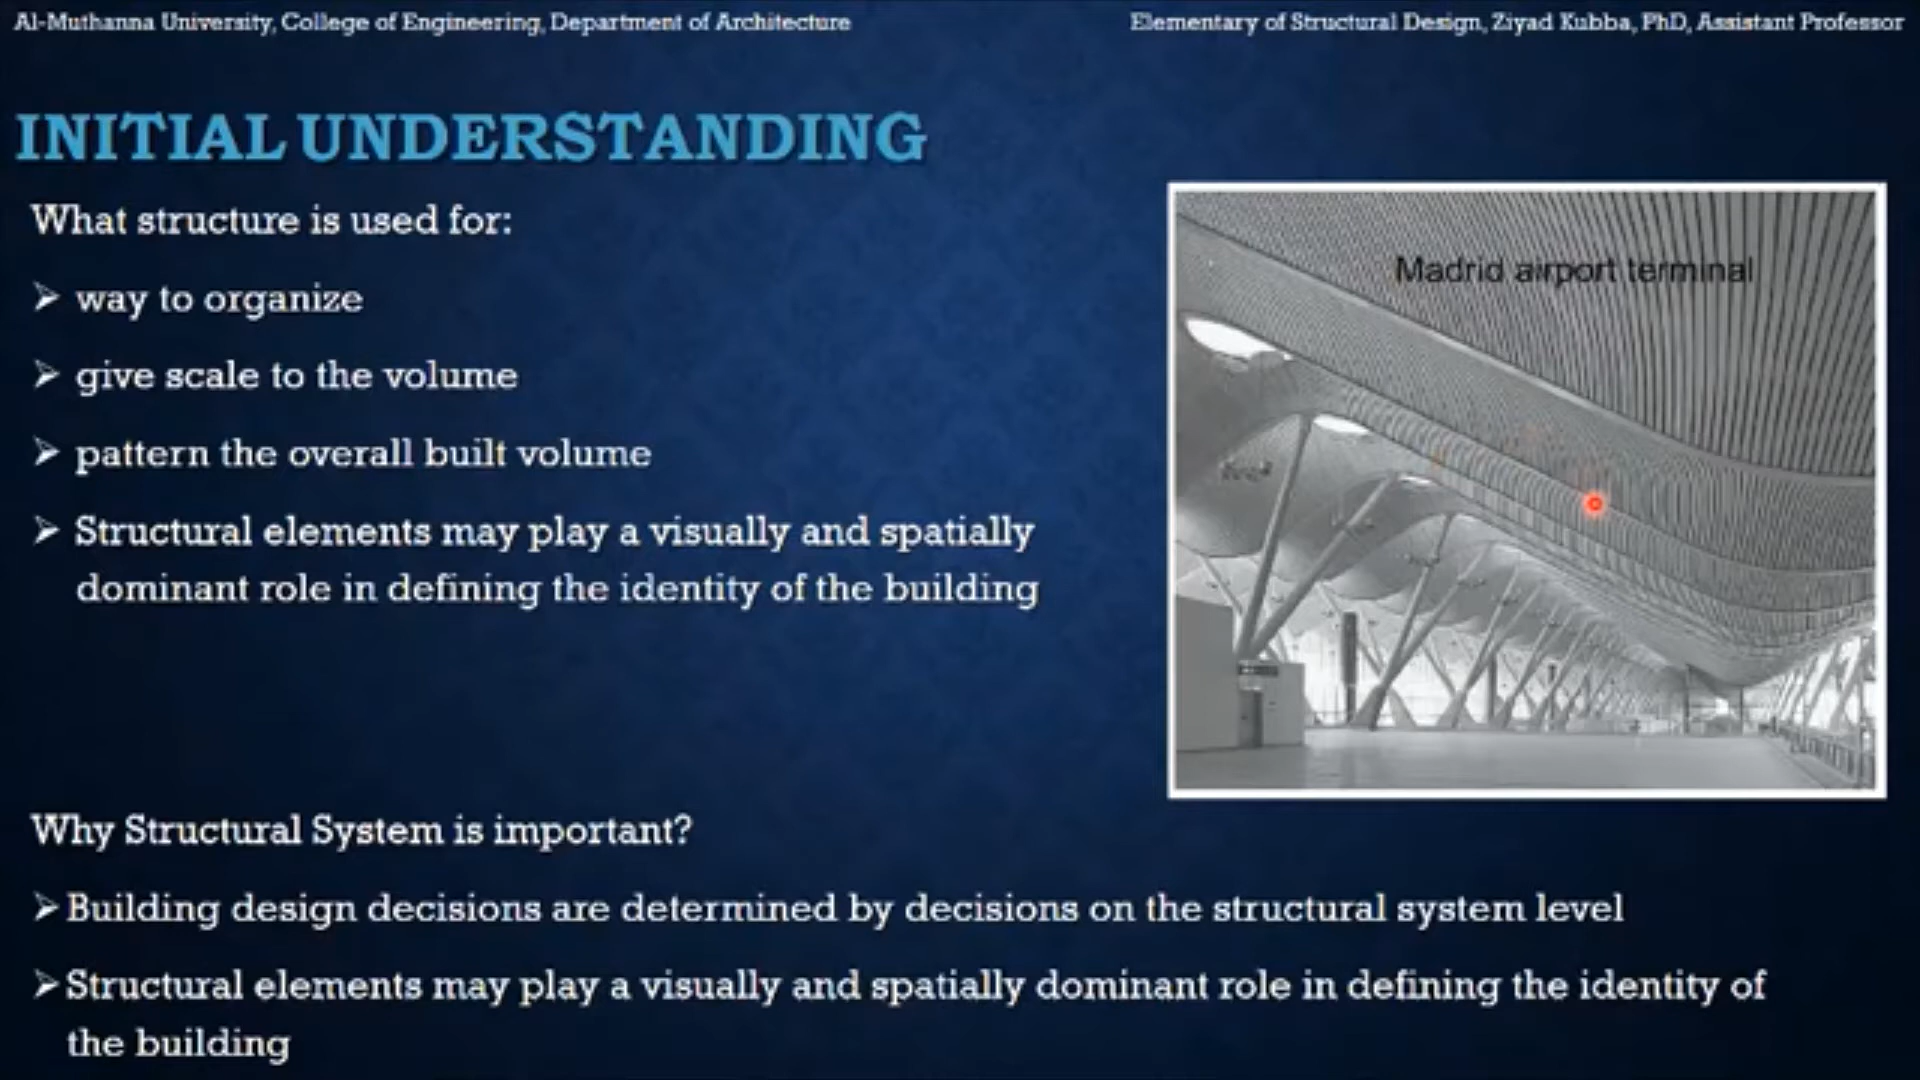 Al-Muthanna University, College of Engineering, Department of Architecture
Elementary of Structural Design, Ziyad Kubba, PhD, Assistant Professor
INITIAL UNDERSTANDING
What structure is used for:
way to organize
give scale to the volume
pattern the overall built volume
Structural elements may play a visually and spatially
dominant role in defining the identity of the building
Madrid airport terminal
Why Structural System is important?
Building design decisions are determined by decisions on the structural system level
Structural elements may play a visually and spatially dominant role in defining the identity of
the building